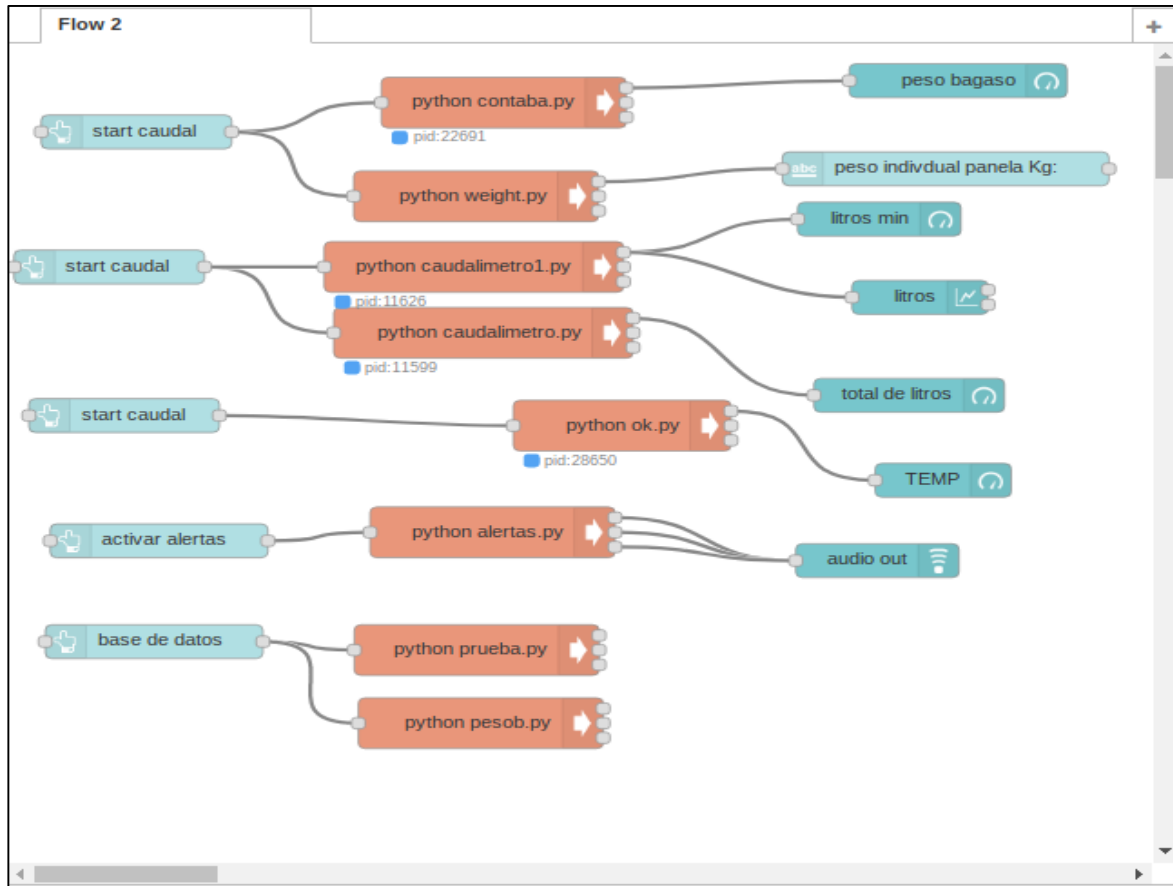 Flow 2
+
start caudal
python contaba.py
pid:22691
peso bagaso
python weight.py
abc
peso indivdual panela Kg:
start caudal
python caudalimetro1.py
pid:11626
litros min
litros
python caudalimetro.py
pid:11599
total de litros
start caudal
python ok.py
pid:28650
TEMP
activar alertas
python alertas.py
audio out
base de datos
python prueba.py
python pesob.py